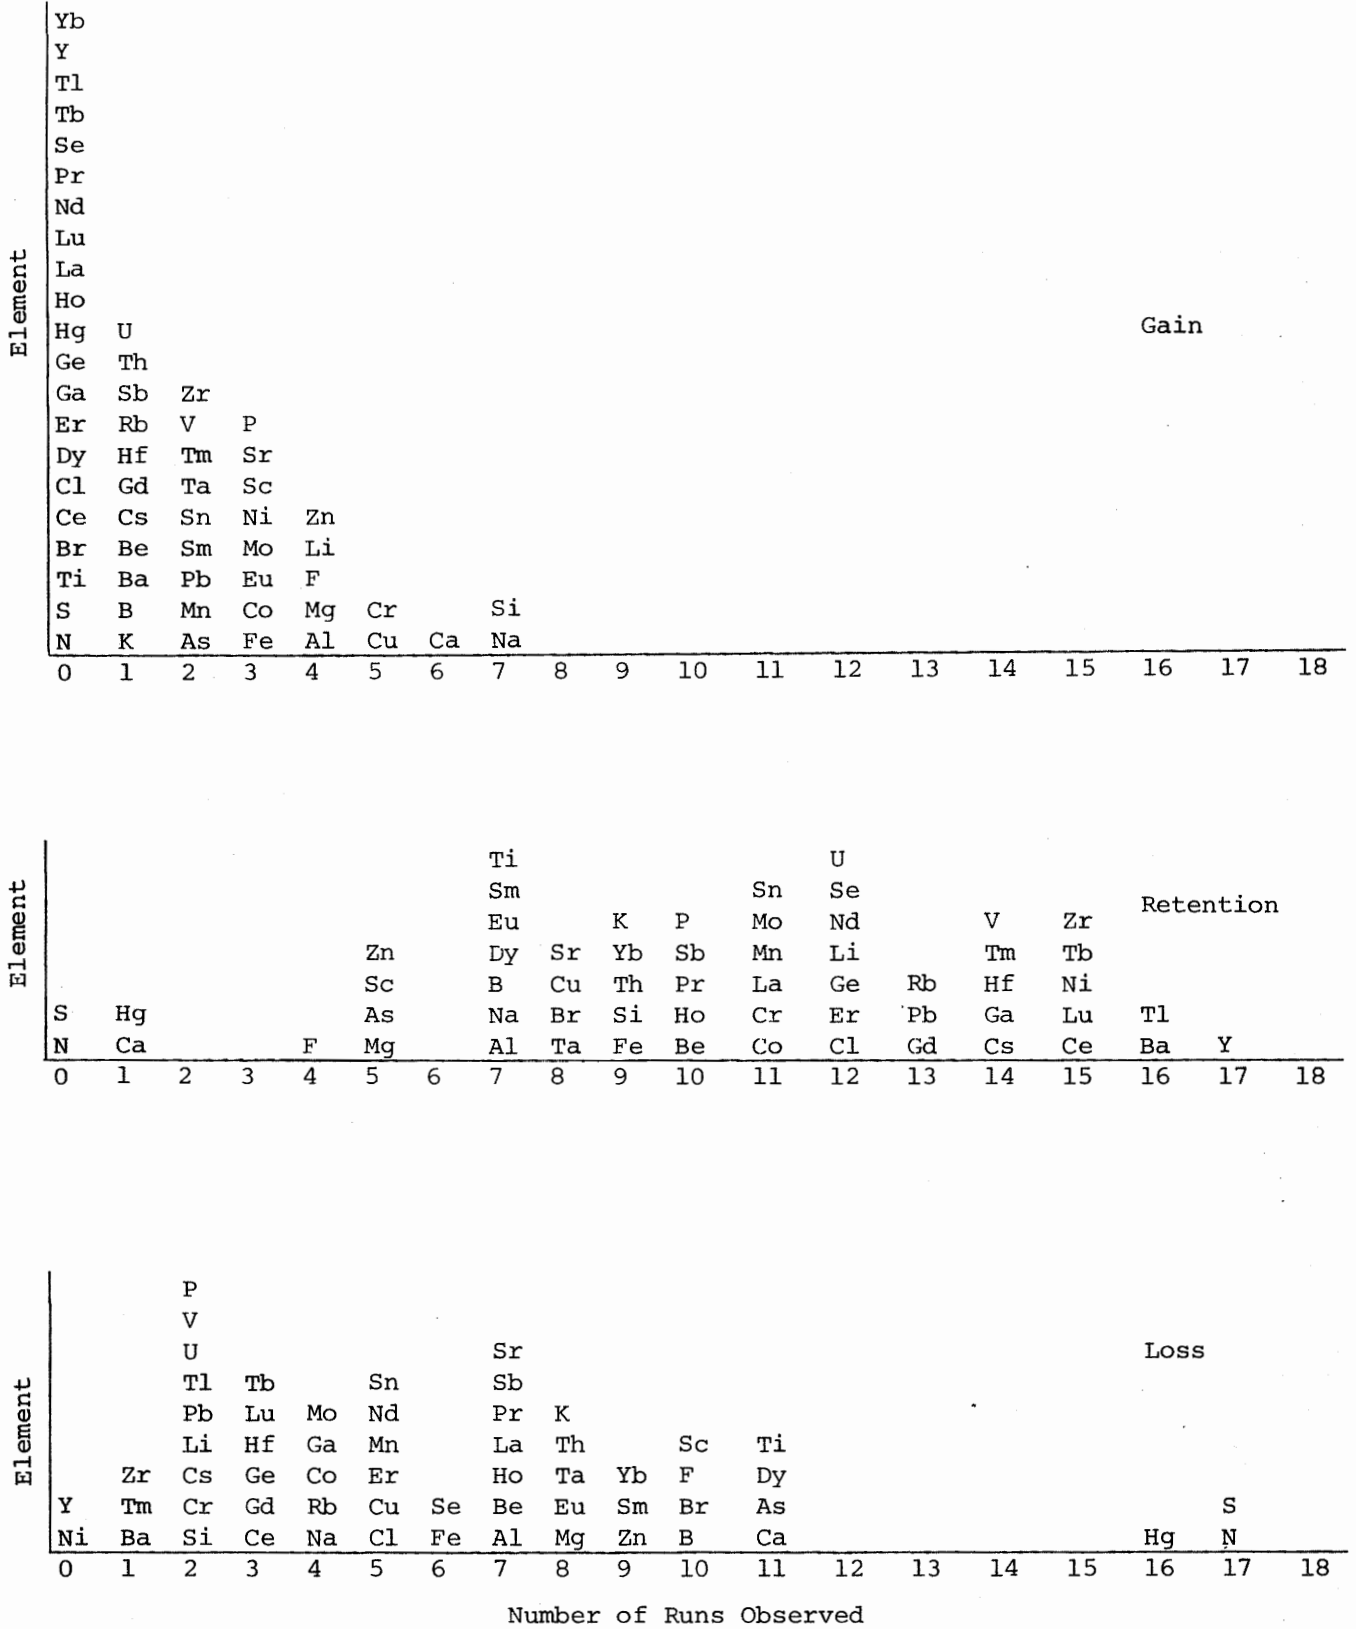 Yb
Y
Tl
Tb
Se
Pr
Nd
Lu
La
Ho
Element
Hg U Gain
Ge Th
Ga Sb Zr
Er Rb V P
Dy Hf Tm Sr
Cl Gd Ta Sc
Ce Cs Sn Ni Zn
Br Be Sm Mo Li
Ti Ba Pb Eu F
S B Mn Co Mg Cr Si
N K As Fe Al Cu Ca Na
0 1 2 3 4 5 6 7 8 9 10 11 12 13 14 15 16 17 18
Ti U
Sm Sn Se Retention
Element
Eu K P Mo Nd V Zr
Zn Dy Sr Yb Sb Mn Li Tm Tb
Sc B Cu Th Pr La Ge Rb Hf Ni
S Hg As Na Br Si Ho Cr Er Pb Ga Lu Tl
N Ca F Mg Al Ta Fe Be Co Cl Gd Cs Ce Ba Y
0 1 2 3 4 5 6 7 8 9 10 11 12 13 14 15 16 17 18
P
V
U Sr Loss
Tl Tb Sn Sb
Element
Pb Lu Mo Nd Pr K
Li Hf Ga Mn La Th Sc Ti
Zr Cs Ge Co Er Ho Ta Yb F Dy
Y Tm Cr Gd Rb Cu Se Be Eu Sm Br As S
Ni Ba Si Ce Na Cl Fe Al Mg Zn B Ca Hg N
0 1 2 3 4 5 6 7 8 9 10 11 12 13 14 15 16 17 18
Number of Runs Observed